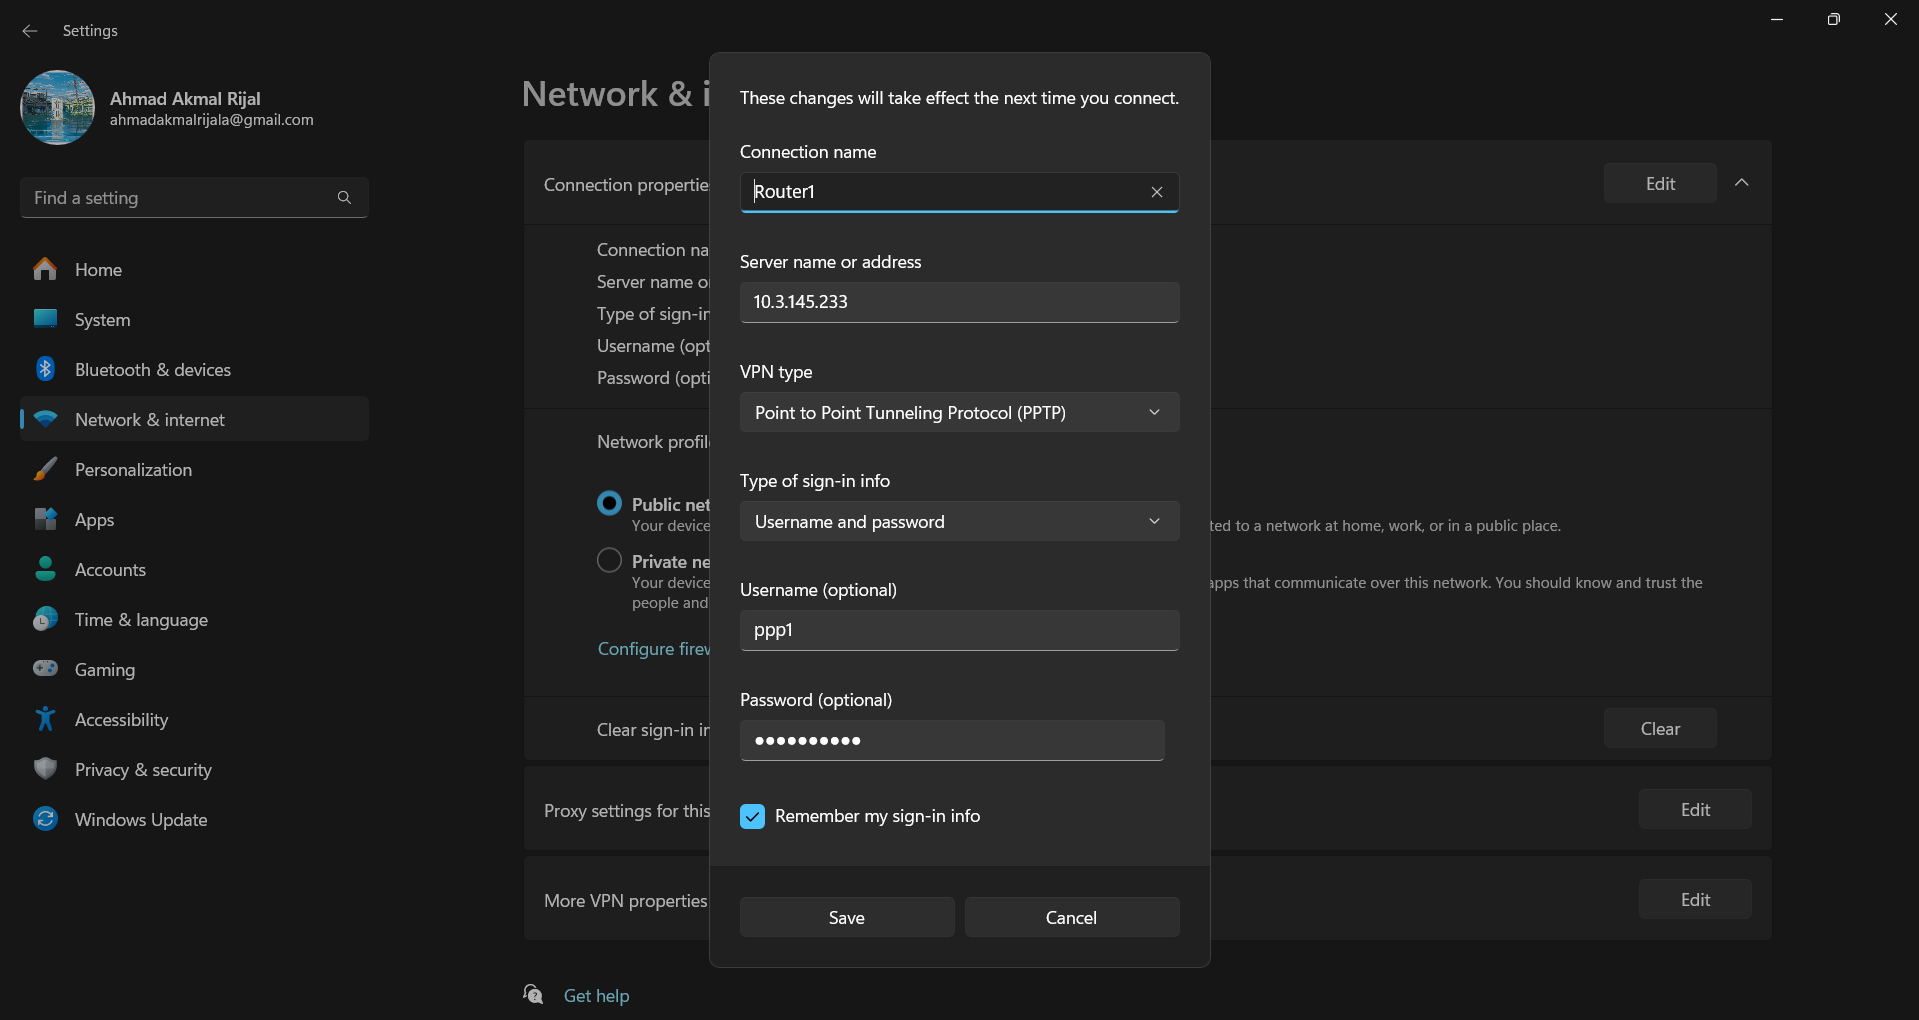 Settings
Ahmad Akmal Rijal
ahmadakmalrijala@gmail.com
Find a setting
Home
System
Bluetooth & devices
Network & internet
Personalization
Apps
Accounts
Time & language
Gaming
Accessibility
Privacy & security
Windows Update
Network & i
Connection propertie
Edit
Connection na
Server name o
Type of sign-in
Username (opt
Password (opti
Network profil
Public net
Your device
ted to a network at home, work, or in a public place.
Private ne
Your device
apps that communicate over this network. You should know and trust the
people and
Configure firew
Clear sign-in in
Clear
Proxy settings for this
Edit
More VPN properties
Edit
Get help
These changes will take effect the next time you connect.
Connection name
Router1
Server name or address
10.3.145.233
VPN type
Point to Point Tunneling Protocol (PPTP)
Type of sign-in info
Username and password
Username (optional)
ppp1
Password (optional)
●●●●●●●●●●
Remember my sign-in info
Save
Cancel